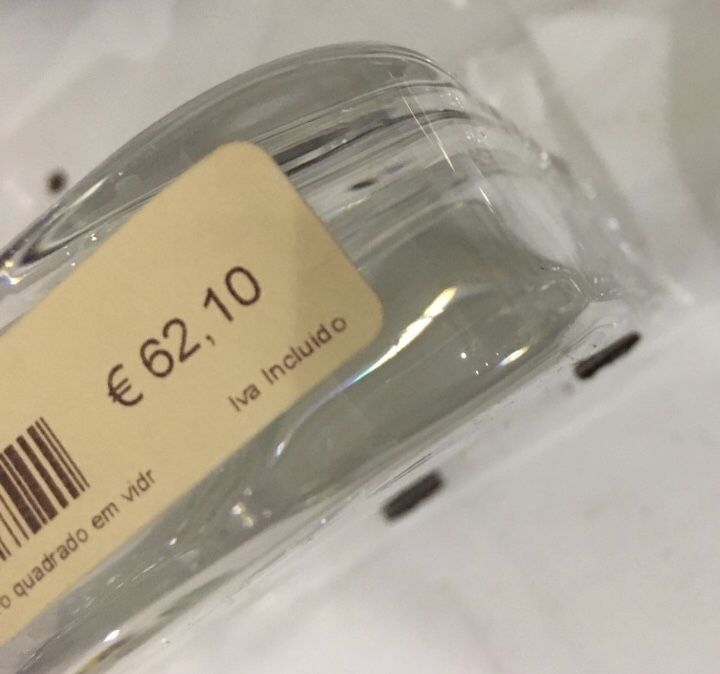 € 62,10
Iva Incluido
quadrado em vidr